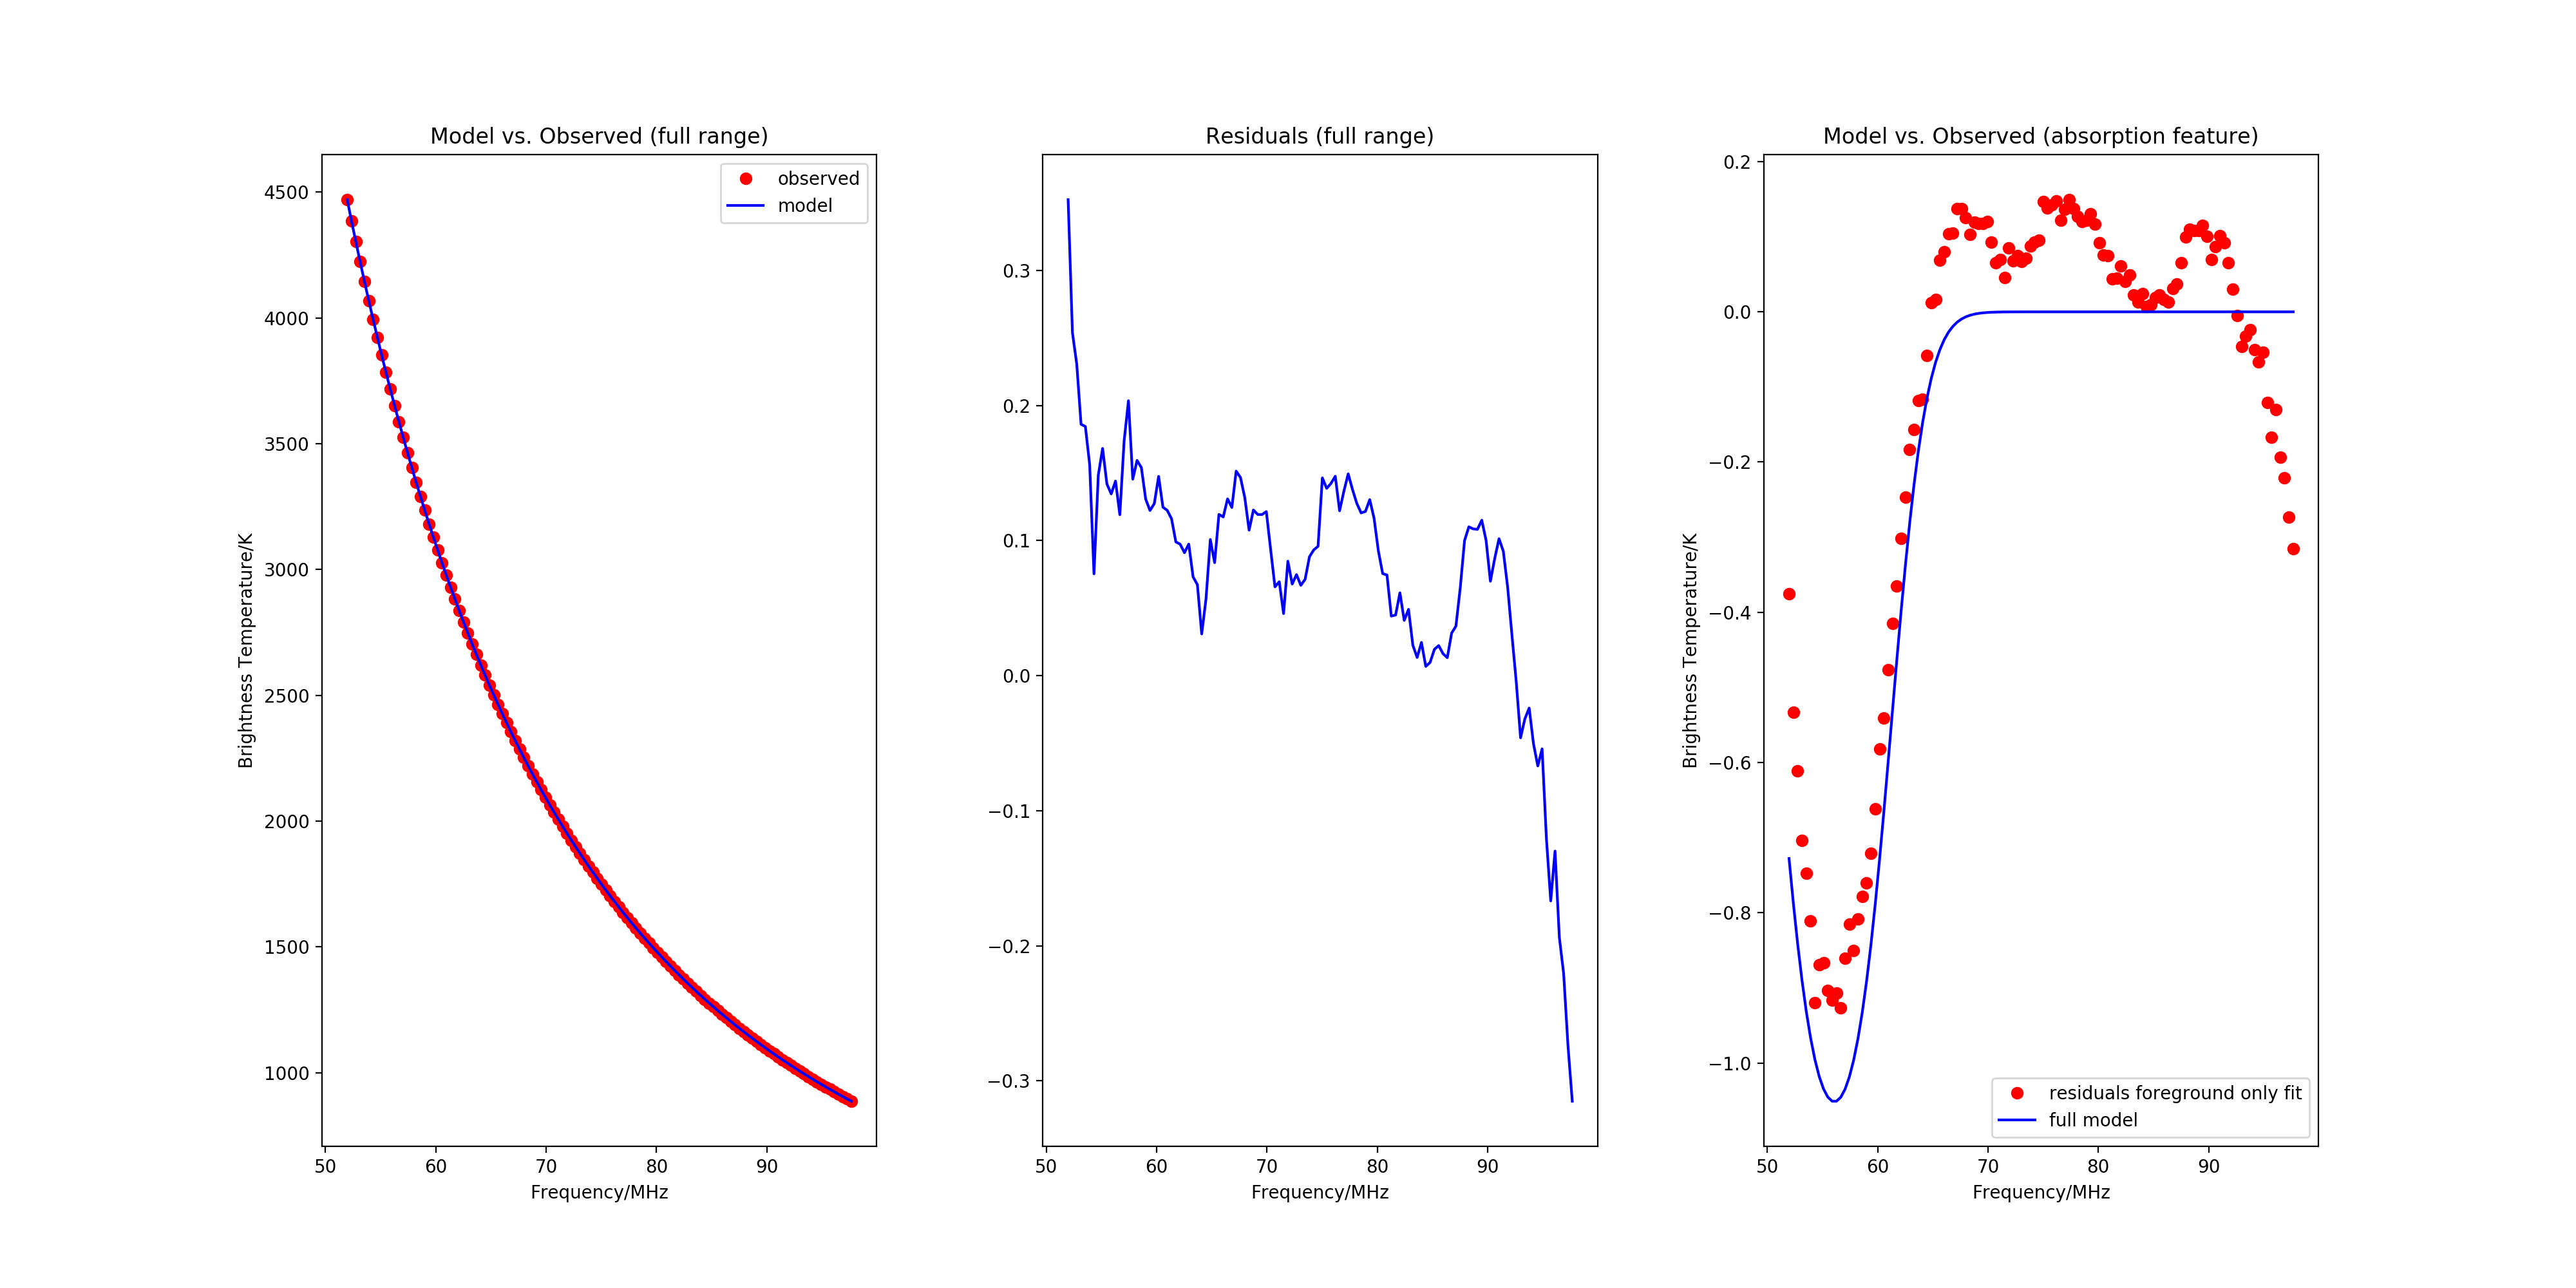 Model vs. Observed (full range)
observed
model
4500
4000
3500
3000
2500
2000
1500
1000
Brightness Temperature/K
50 60 70 80 90
Frequency/MHz
Residuals (full range)
0.3
0.2
0.1
0.0
−0.1
−0.2
−0.3
50 60 70 80 90
Frequency/MHz
Model vs. Observed (absorption feature)
0.2
0.0
−0.2
−0.4
−0.6
−0.8
−1.0
Brightness Temperature/K
residuals foreground only fit
full model
50 60 70 80 90
Frequency/MHz